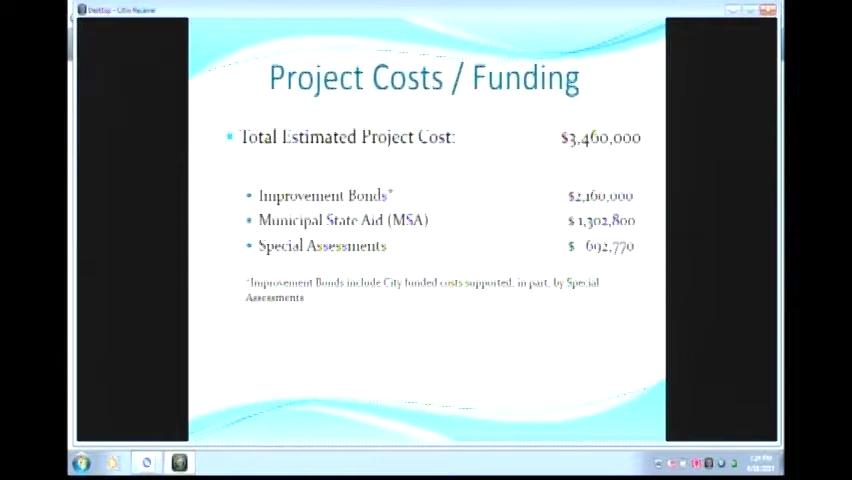 Project Costs / Funding
Total Estimated Project Cost: $3,460,000
Improvement Bonds* $2,160,000
Municipal State Aid (MSA) $ 1,302,800
Special Assessments $ 692,770
*Improvement Bonds include City funded costs supported, in part, by Special
Assessments